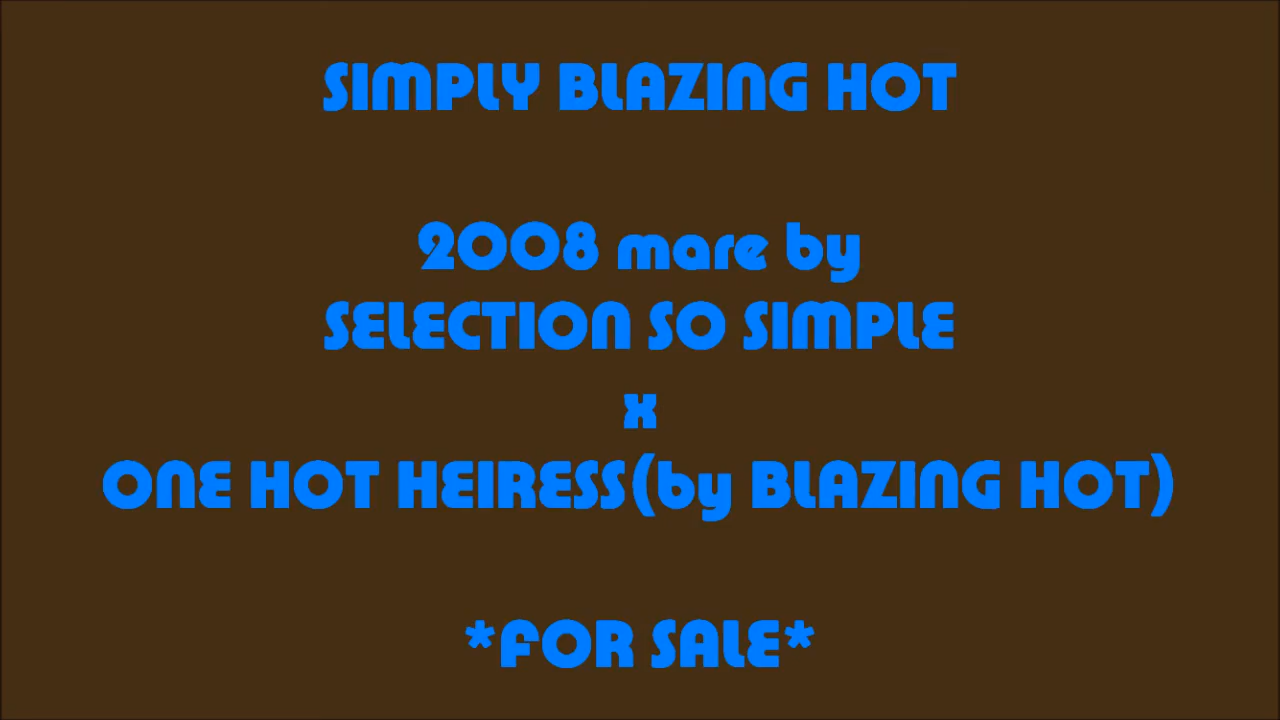 SIMPLY BLAZING HOT
2008 mare by
SELECTION SO SIMPLE
x
ONE HOT HEIRESS(by BLAZING HOT)
*FOR SALE*